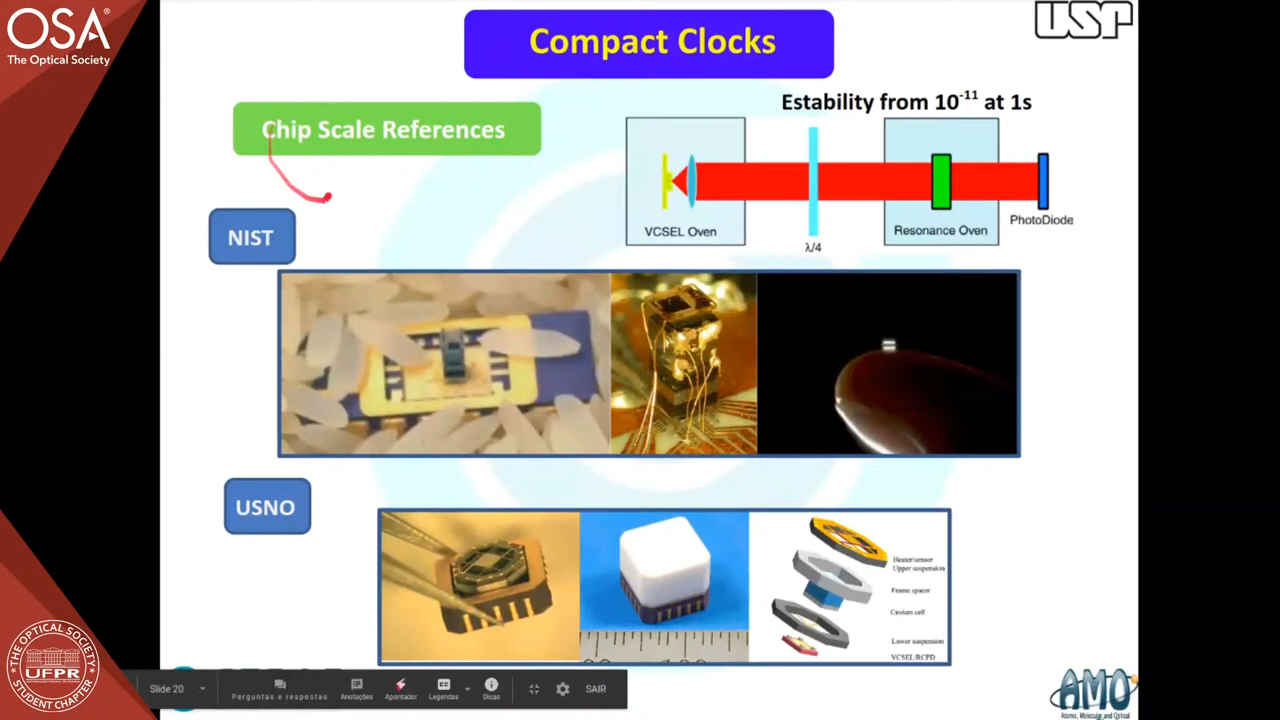 OSA
The Optical Society
Compact Clocks
USP
Chip Scale References
Estability from 10-11 at 1s
VCSEL Oven
λ/4
Resonance Oven
PhotoDiode
NIST
USNO
Heater/sensor
Upper suspension
Frame spacer
Cesium cell
Lower suspension
VCSEL/RCPD
THE OPTICAL SOCIETY
UFPR
STUDENT CHAPTER
Slide 20
Perguntas e respostas
Anotações
Apontador
Legendas
Dicas
SAIR
AMO
Atomic, Molecular and Optical